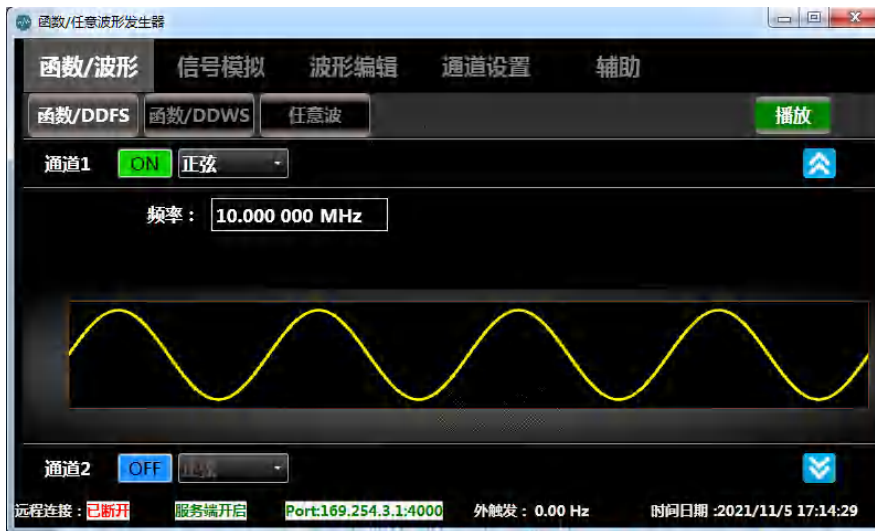 函数/任意波形发生器
函数/波形 信号模拟 波形编辑 通道设置 辅助
函数/DDFS 函数/DDWS 任意波 播放
通道1 ON 正弦
频率： 10.000 000 MHz
通道2 OFF 正弦
远程连接：已断开 服务端开启 Port:169.254.3.1:4000 外触发：0.00 Hz 时间日期 :2021/11/5 17:14:29